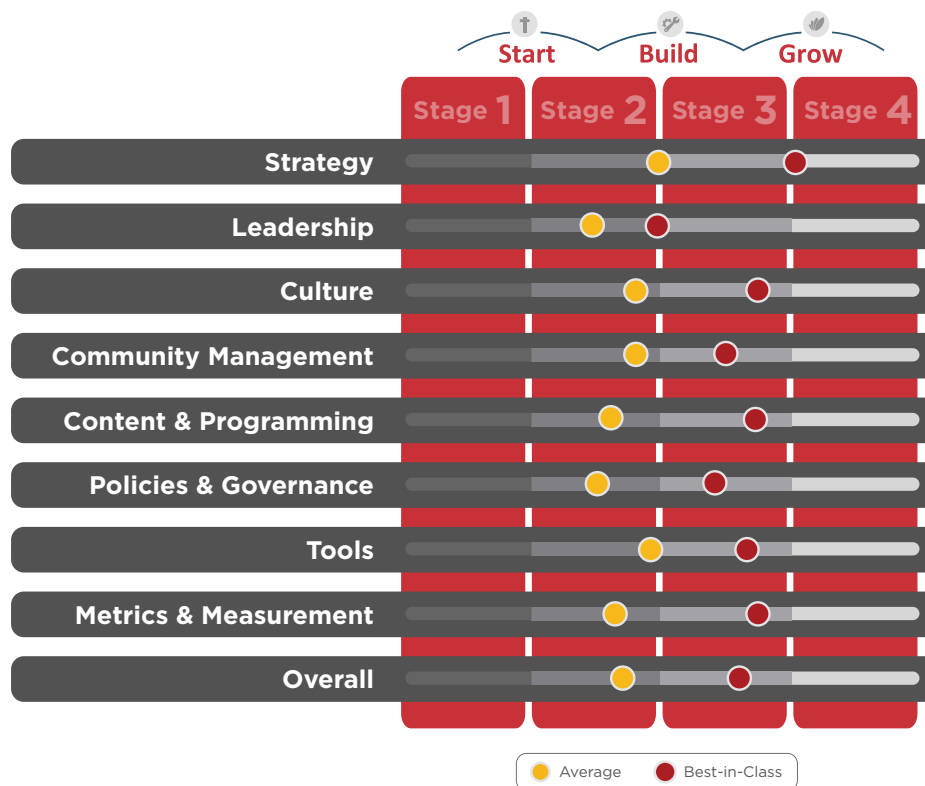 Start Build Grow
Stage 1 Stage 2 Stage 3 Stage 4
Strategy
Leadership
Culture
Community Management
Content & Programming
Policies & Governance
Tools
Metrics & Measurement
Overall
Average Best-in-Class